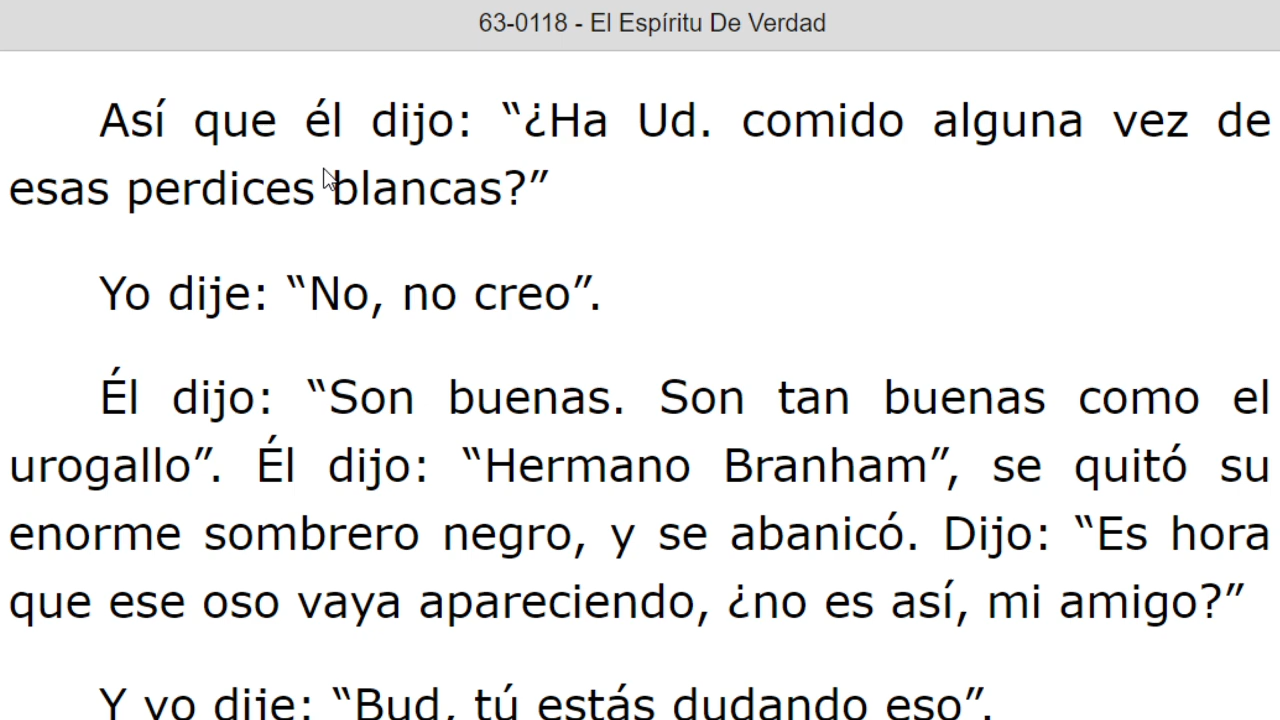 63-0118 - El Espíritu De Verdad
Así que él dijo: “¿Ha Ud. comido alguna vez de
esas perdices blancas?”
Yo dije: “No, no creo”.
Él dijo: “Son buenas. Son tan buenas como el
urogallo”. Él dijo: “Hermano Branham”, se quitó su
enorme sombrero negro, y se abanicó. Dijo: “Es hora
que ese oso vaya apareciendo, ¿no es así, mi amigo?”
Y yo dije: “Bud, tú estás dudando eso”.